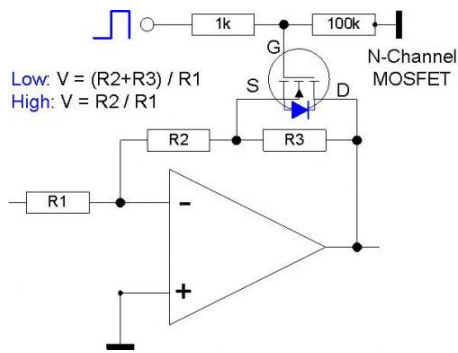 1k
100k
G
N-Channel
MOSFET
S
D
Low: V = (R2+R3) / R1
High: V = R2 / R1
R2
R3
R1
-
+